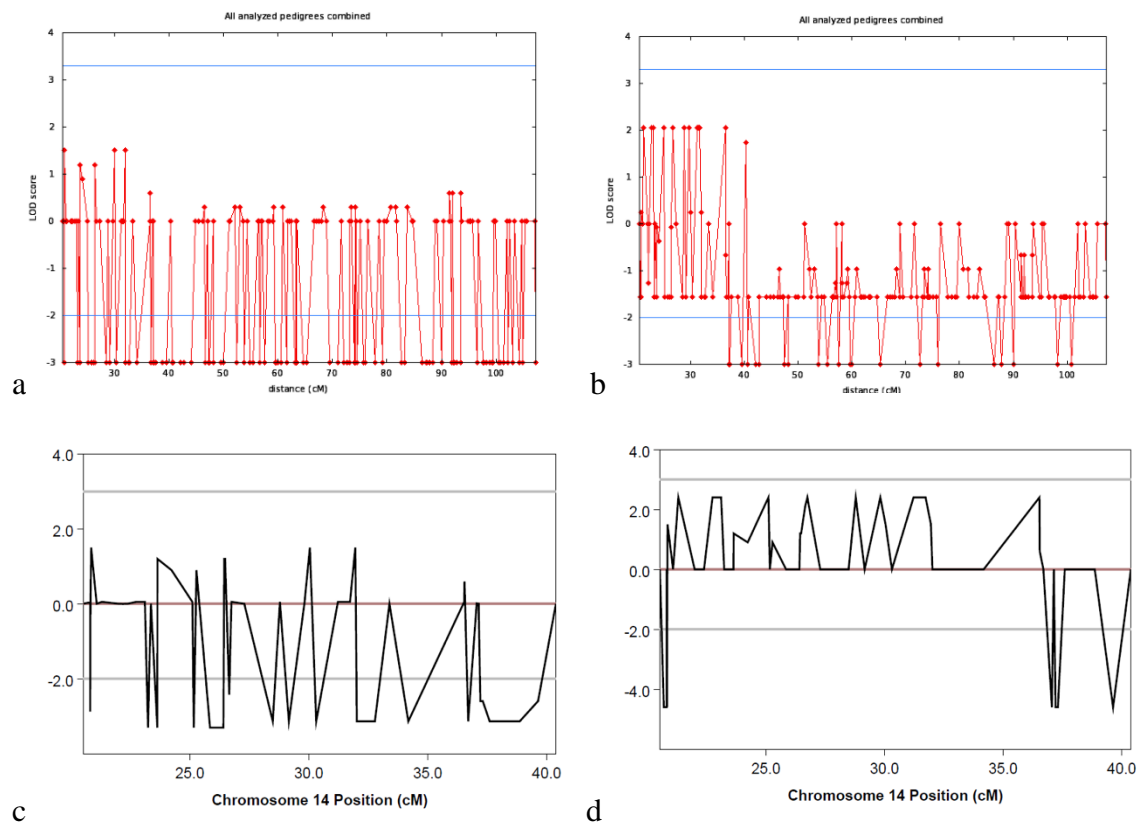 All analyzed pedigrees combined
4
3
2
1
0
-1
-2
-3
LOD score
30 40 50 60 70 80 90 100
distance (cM)
a
All analyzed pedigrees combined
4
3
2
1
0
-1
-2
-3
LOD score
30 40 50 60 70 80 90 100
distance (cM)
b
4.0
2.0
0.0
-2.0
25.0 30.0 35.0 40.0
Chromosome 14 Position (cM)
c
4.0
2.0
0.0
-2.0
-4.0
25.0 30.0 35.0 40.0
Chromosome 14 Position (cM)
d